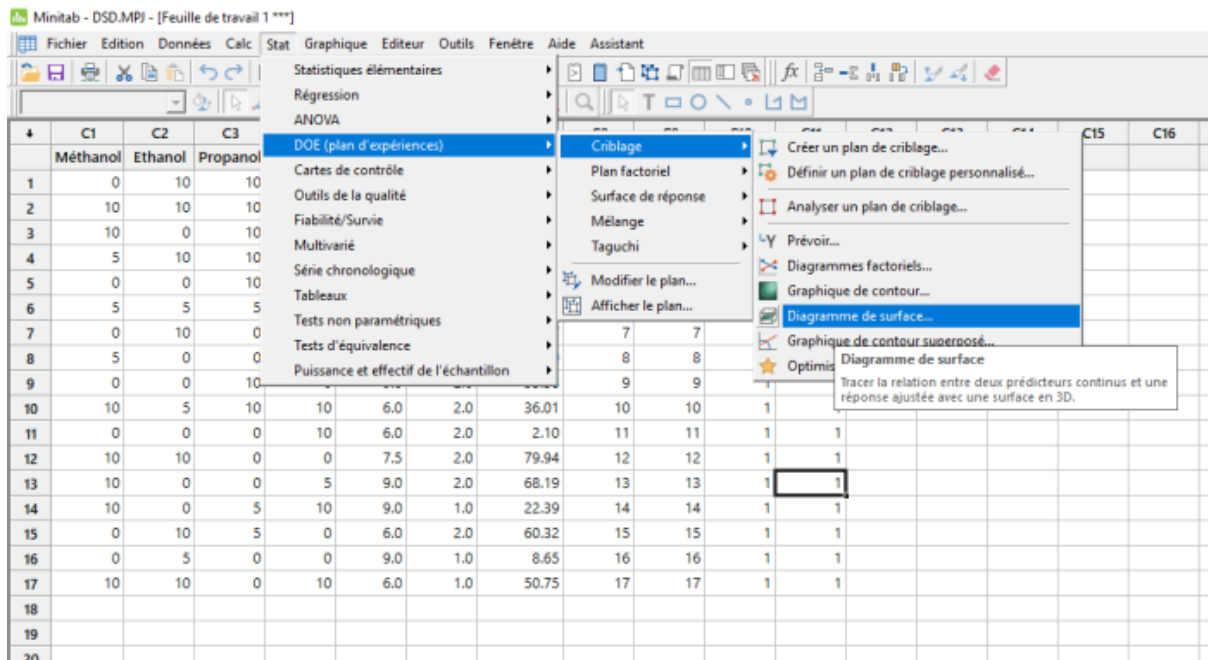 Minitab - DSD.MPJ - [Feuille de travail 1 ***]
Fichier Edition Données Calc Stat Graphique Editeur Outils Fenêtre Aide Assistant
Statistiques élémentaires
Régression
ANOVA
DOE (plan d'expériences)
Cartes de contrôle
Outils de la qualité
Fiabilité/Survie
Multivarié
Série chronologique
Tableaux
Tests non paramétriques
Tests d'équivalence
Puissance et effectif de l'échantillon
Criblage
Plan factoriel
Surface de réponse
Mélange
Taguchi
Modifier le plan...
Afficher le plan...
Créer un plan de criblage...
Définir un plan de criblage personnalisé...
Analyser un plan de criblage...
Prévoir...
Diagrammes factoriels...
Graphique de contour...
Diagramme de surface...
Graphique de contour superposé...
Optimis
Diagramme de surface
Tracer la relation entre deux prédicteurs continus et une
réponse ajustée avec une surface en 3D.
C1 C2 C3 C15 C16
Méthanol Ethanol Propanol
1 0 10 10
2 10 10 10
3 10 0 10
4 5 10 10
5 0 0 10
6 5 5 5
7 0 10 0 7 7
8 5 0 0 8 8
9 0 0 10 9 9 1
10 10 5 10 10 6.0 2.0 36.01 10 10 1 1
11 0 0 0 10 6.0 2.0 2.10 11 11 1 1
12 10 10 0 0 7.5 2.0 79.94 12 12 1 1
13 10 0 0 5 9.0 2.0 68.19 13 13 1 1
14 10 0 5 10 9.0 1.0 22.39 14 14 1 1
15 0 10 5 0 6.0 2.0 60.32 15 15 1 1
16 0 5 0 0 9.0 1.0 8.65 16 16 1 1
17 10 10 0 10 6.0 1.0 50.75 17 17 1 1
18
19
20